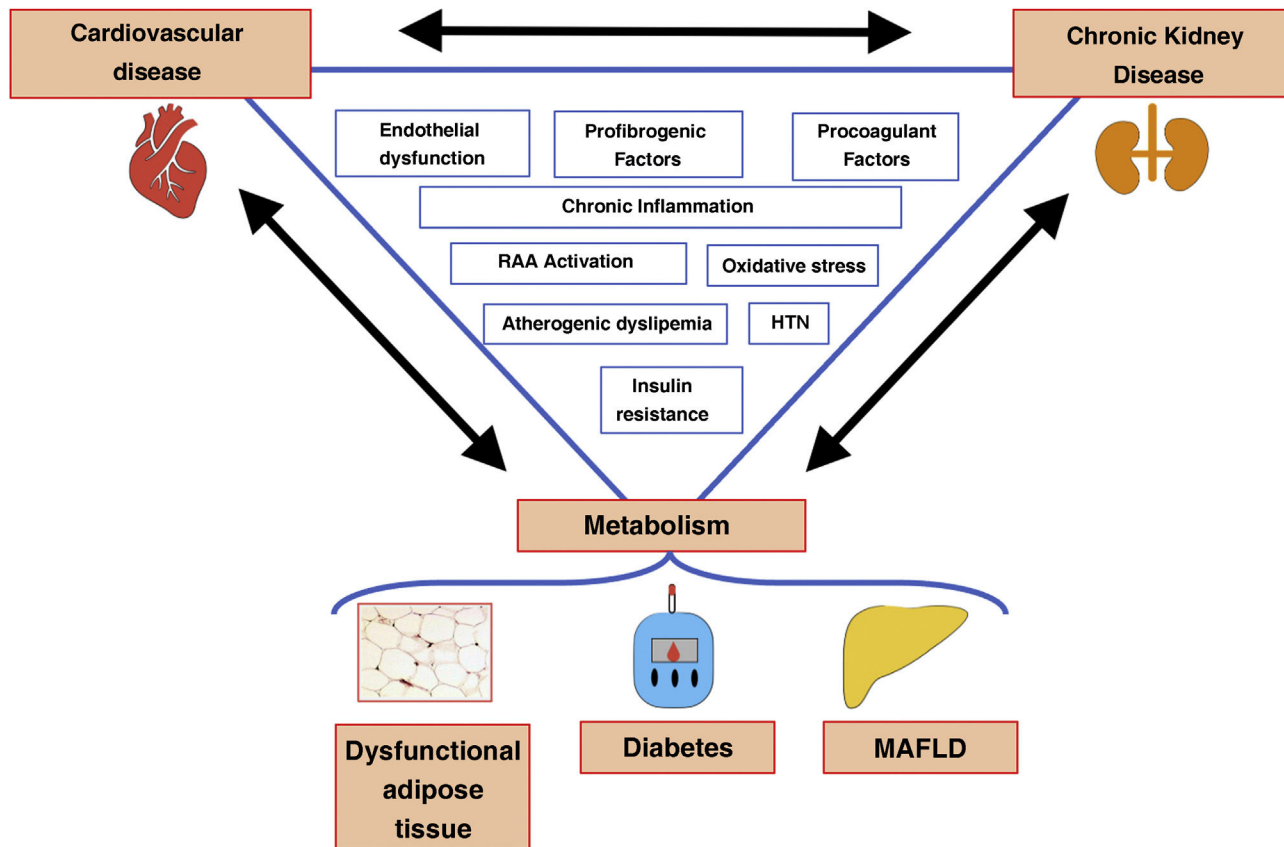 Cardiovascular
disease
Chronic Kidney
Disease
Endothelial
dysfunction
Profibrogenic
Factors
Procoagulant
Factors
Chronic Inflammation
RAA Activation
Oxidative stress
Atherogenic dyslipemia
HTN
Insulin
resistance
Metabolism
Dysfunctional
adipose
tissue
Diabetes
MAFLD